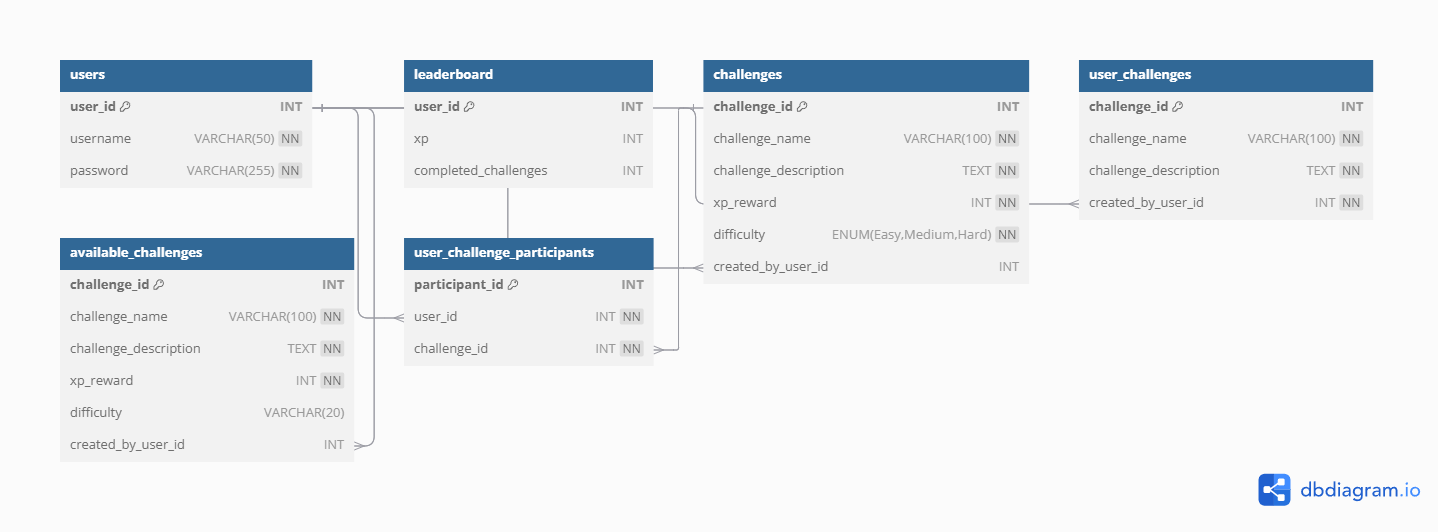 users
user_id INT
username VARCHAR(50) NN
password VARCHAR(255) NN
leaderboard
user_id INT
xp INT
completed_challenges INT
challenges
challenge_id INT
challenge_name VARCHAR(100) NN
challenge_description TEXT NN
xp_reward INT NN
difficulty ENUM(Easy,Medium,Hard) NN
created_by_user_id INT
user_challenges
challenge_id INT
challenge_name VARCHAR(100) NN
challenge_description TEXT NN
created_by_user_id INT NN
available_challenges
challenge_id INT
challenge_name VARCHAR(100) NN
challenge_description TEXT NN
xp_reward INT NN
difficulty VARCHAR(20)
created_by_user_id INT
user_challenge_participants
participant_id INT
user_id INT NN
challenge_id INT NN
dbdiagram.io